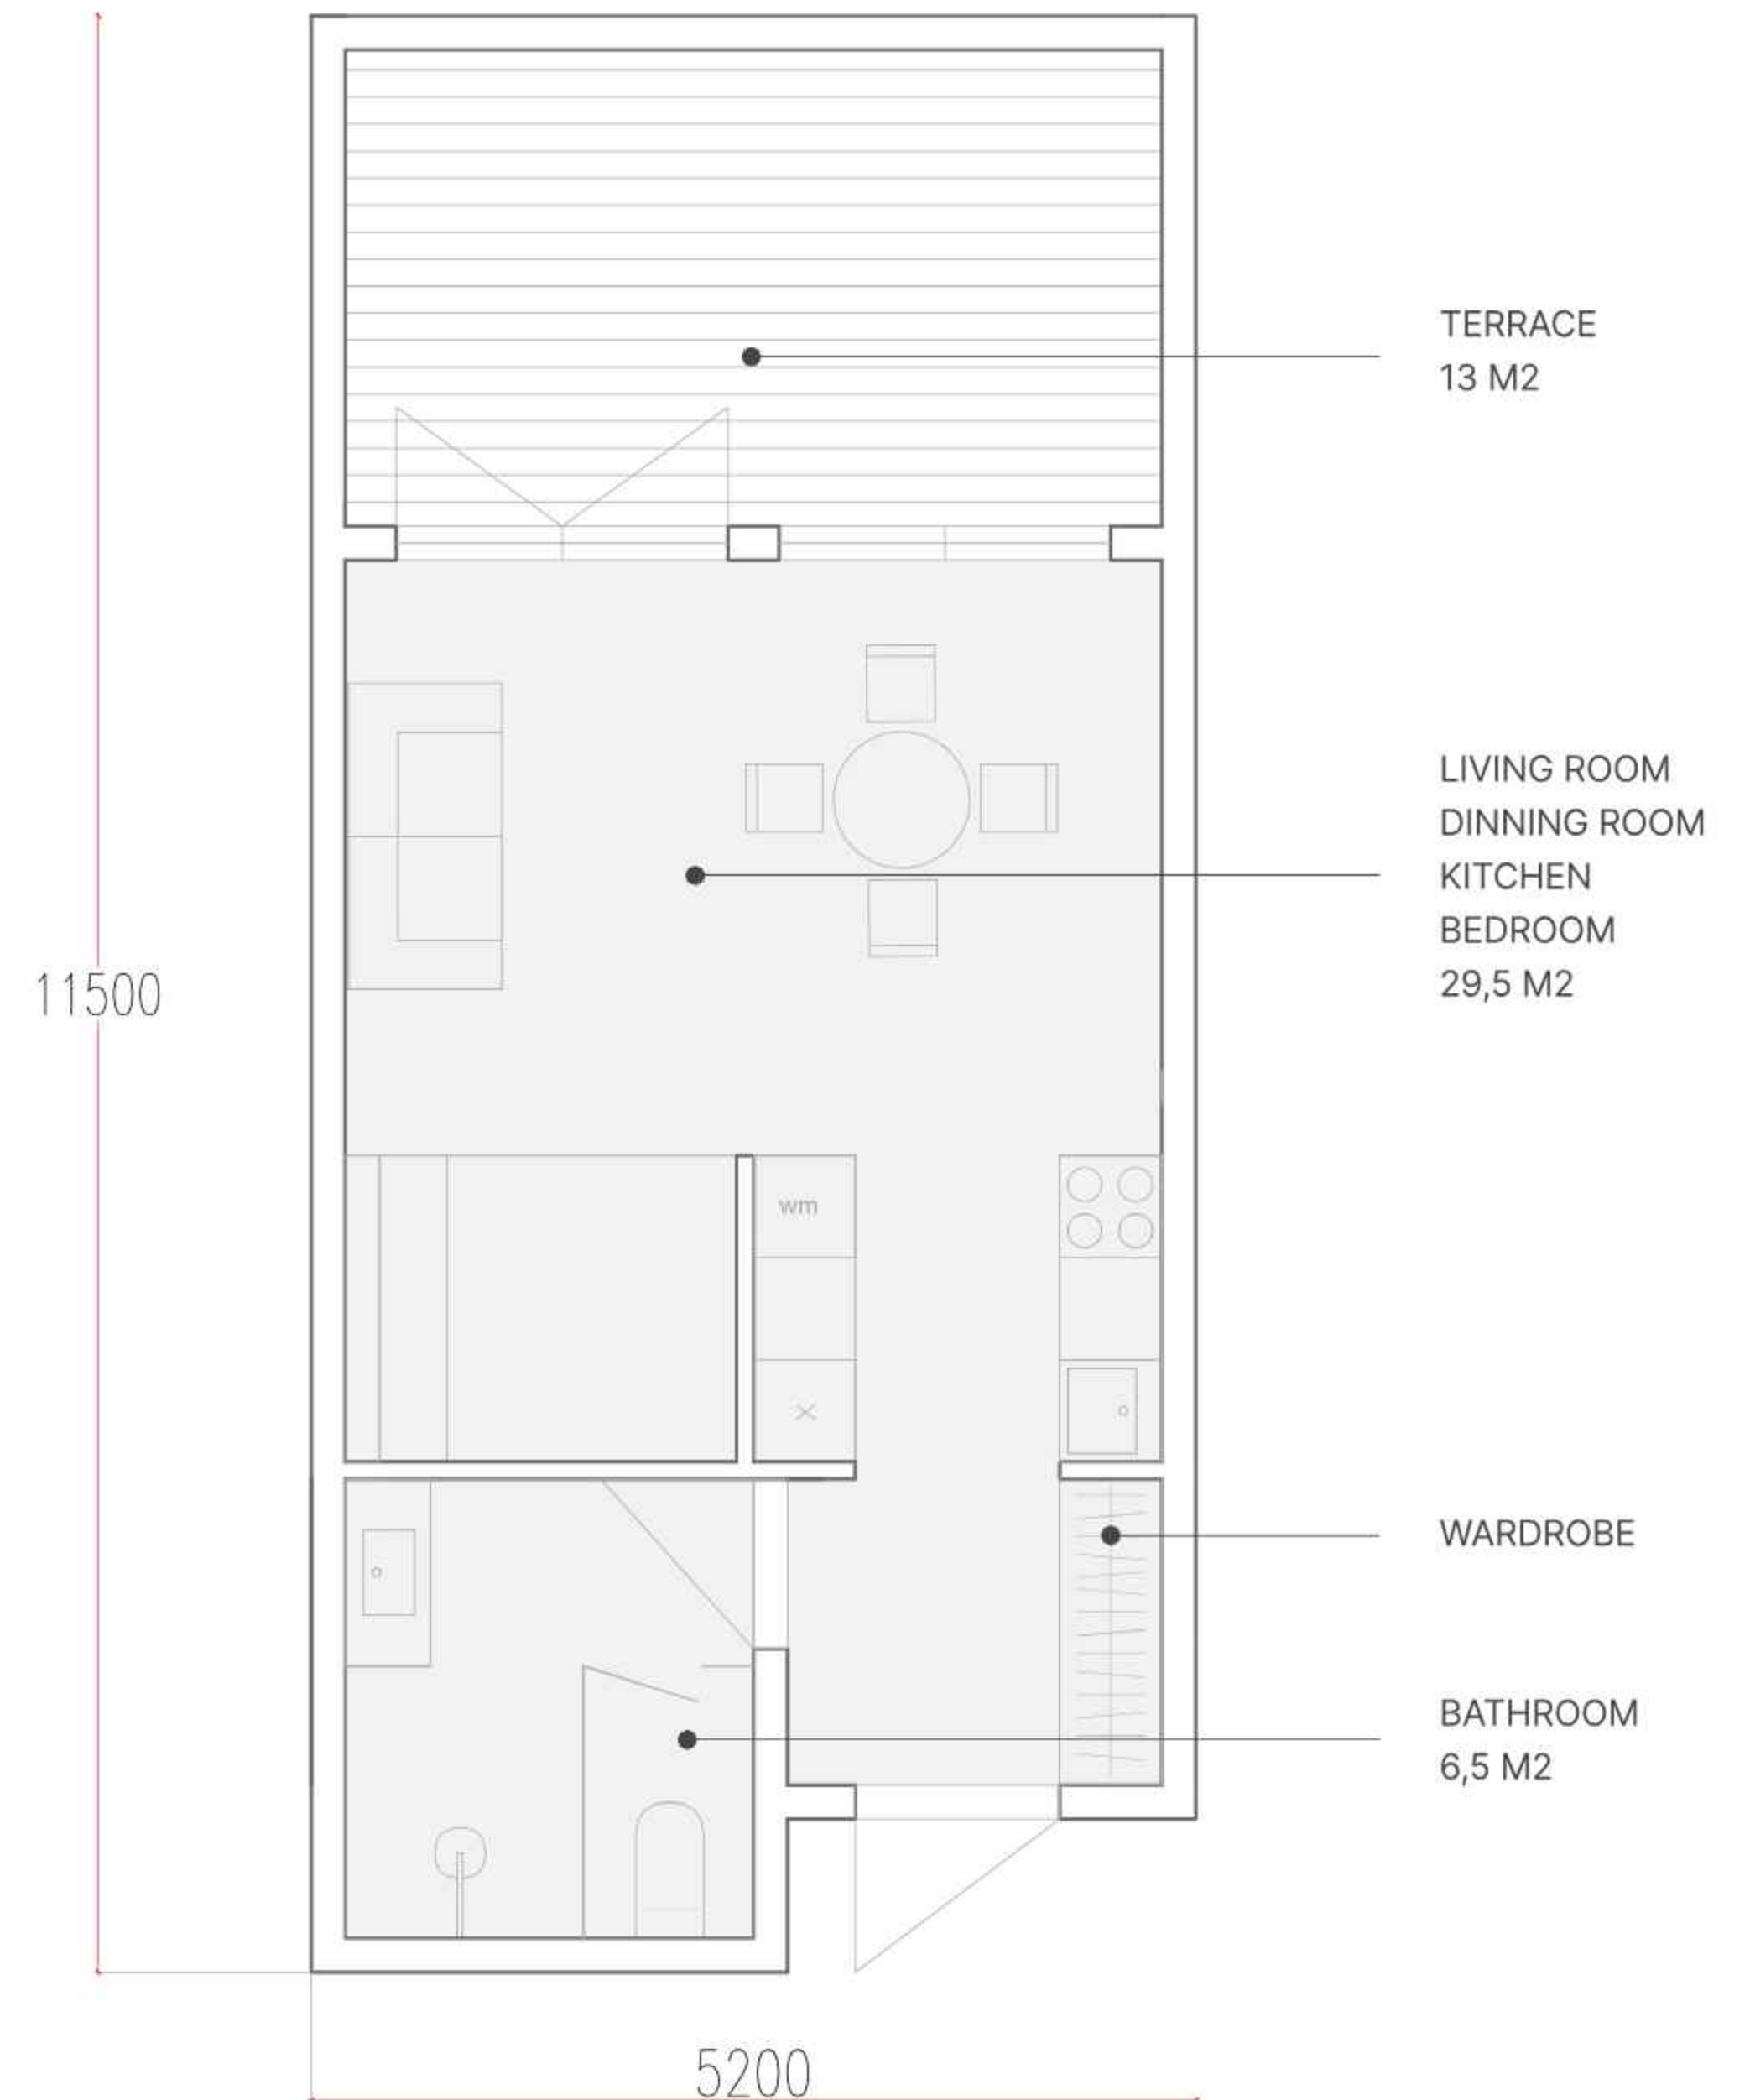 TERRACE
13 M2
LIVING ROOM
DINNING ROOM
KITCHEN
BEDROOM
29,5 M2
11500
wm
WARDROBE
BATHROOM
6,5 M2
5200